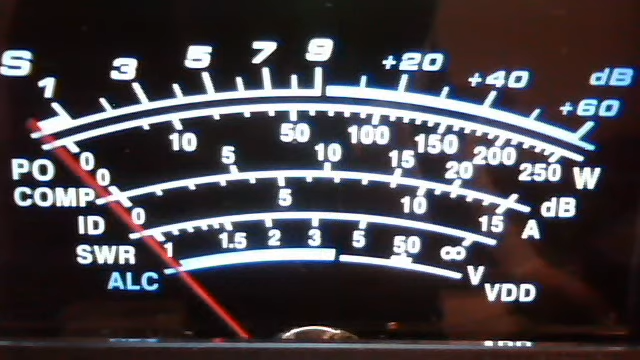 S 1 3 5 7 9 +20 +40 +60 dB
PO 0 10 50 100 150 200 250 W
COMP 0 5 10 15 20 dB
ID 0 5 10 15 A
SWR 1 1.5 2 3 5 50 ∞
ALC V VDD